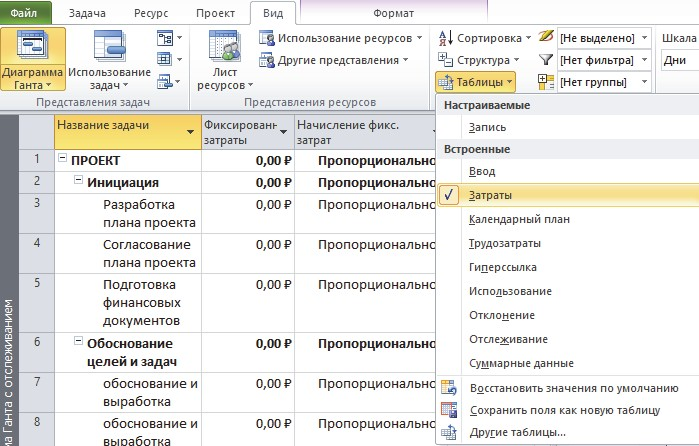 Файл Задача Ресурс Проект Вид Формат
Диаграмма Ганта
Использование задач
Представления задач
Лист ресурсов
Использование ресурсов
Другие представления
Представления ресурсов
Сортировка
Структура
Таблицы
[Не выделено]
[Нет фильтра]
[Нет группы]
Шкала
Дни
Настраиваемые
Запись
Встроенные
Ввод
Затраты
Календарный план
Трудозатраты
Гиперссылка
Использование
Отклонение
Отслеживание
Суммарные данные
Восстановить значения по умолчанию
Сохранить поля как новую таблицу
Другие таблицы...
Название задачи Фиксированн затраты Начисление фикс. затрат
1 ПРОЕКТ 0,00 ₽ Пропорционально
2 Инициация 0,00 ₽ Пропорционально
3 Разработка плана проекта 0,00 ₽ Пропорционально
4 Согласование плана проекта 0,00 ₽ Пропорционально
5 Подготовка финансовых документов 0,00 ₽ Пропорционально
6 Обоснование целей и задач 0,00 ₽ Пропорционально
7 обоснование и выработка 0,00 ₽ Пропорционально
8 обоснование и выработка 0,00 ₽ Пропорционально
ма Ганта с отслеживанием